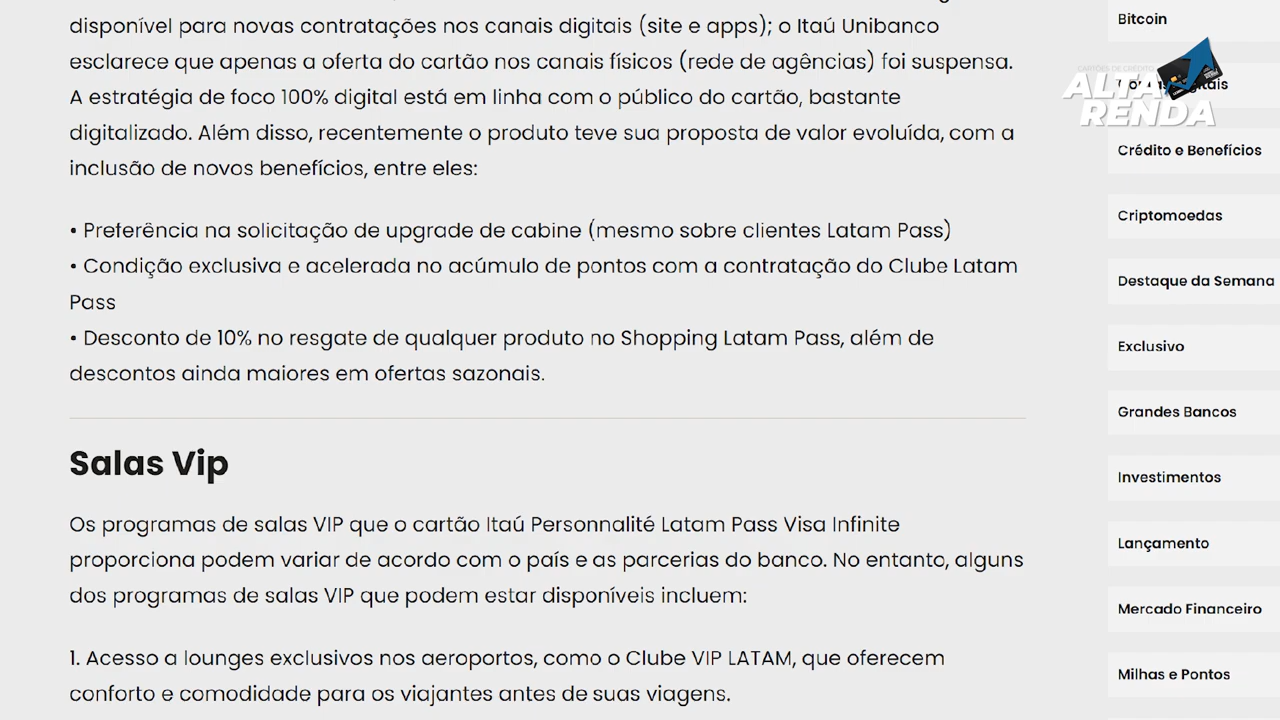 disponível para novas contratações nos canais digitais (site e apps); o Itaú Unibanco
esclarece que apenas a oferta do cartão nos canais físicos (rede de agências) foi suspensa.
A estratégia de foco 100% digital está em linha com o público do cartão, bastante
digitalizado. Além disso, recentemente o produto teve sua proposta de valor evoluída, com a
inclusão de novos benefícios, entre eles:
• Preferência na solicitação de upgrade de cabine (mesmo sobre clientes Latam Pass)
• Condição exclusiva e acelerada no acúmulo de pontos com a contratação do Clube Latam
Pass
• Desconto de 10% no resgate de qualquer produto no Shopping Latam Pass, além de
descontos ainda maiores em ofertas sazonais.
Salas Vip
Os programas de salas VIP que o cartão Itaú Personnalité Latam Pass Visa Infinite
proporciona podem variar de acordo com o país e as parcerias do banco. No entanto, alguns
dos programas de salas VIP que podem estar disponíveis incluem:
1. Acesso a lounges exclusivos nos aeroportos, como o Clube VIP LATAM, que oferecem
conforto e comodidade para os viajantes antes de suas viagens.
Bitcoin
CARTÕES DE CRÉDITO
ALTA
RENDA
Crédito e Benefícios
Criptomoedas
Destaque da Semana
Exclusivo
Grandes Bancos
Investimentos
Lançamento
Mercado Financeiro
Milhas e Pontos